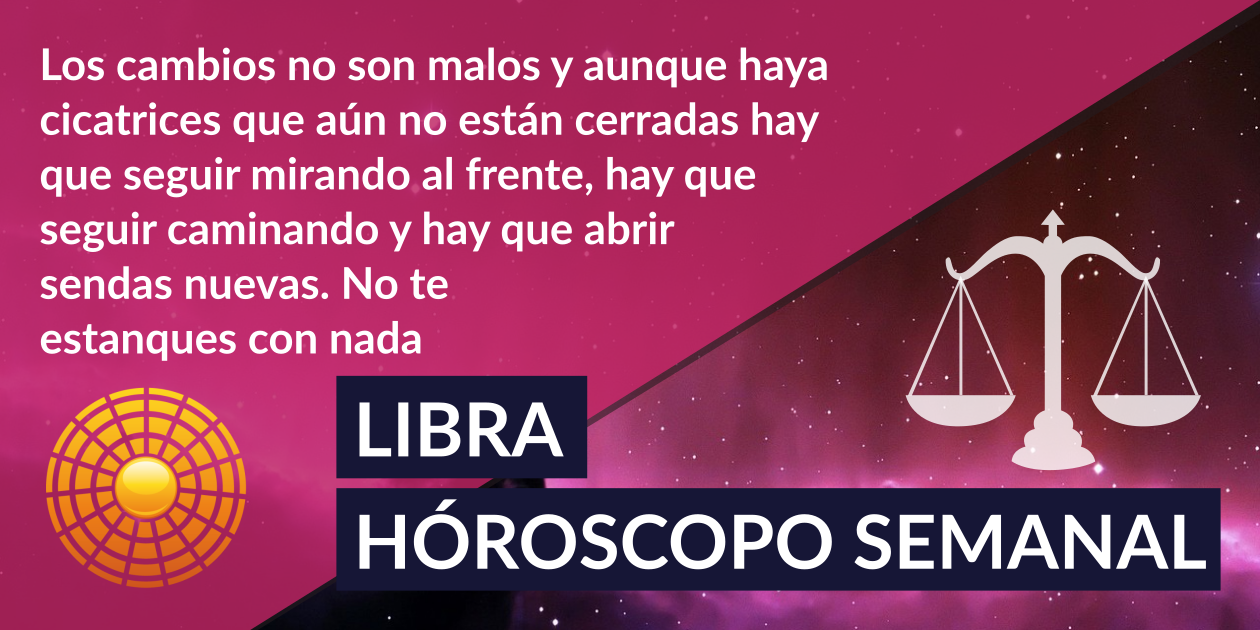 Los cambios no son malos y aunque haya
cicatrices que aún no están cerradas hay
que seguir mirando al frente, hay que
seguir caminando y hay que abrir
sendas nuevas. No te
estanques con nada
LIBRA
HÓROSCOPO SEMANAL